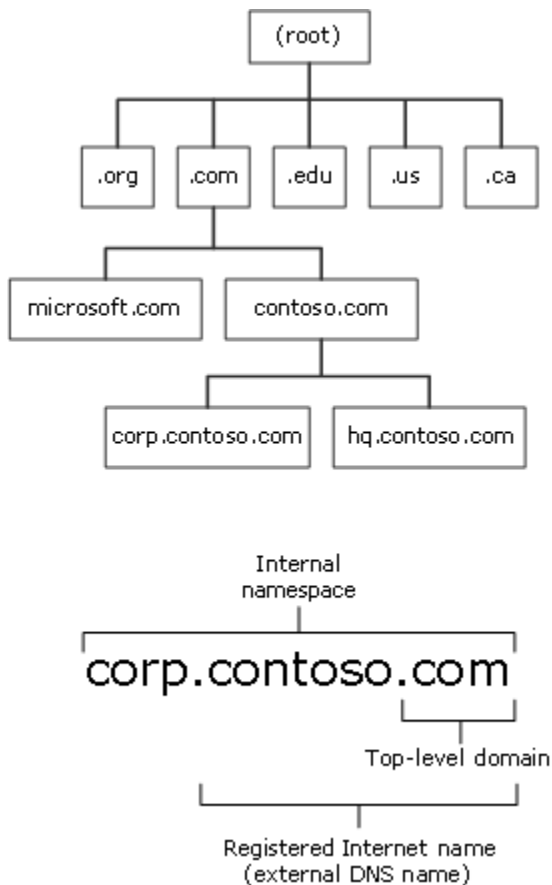 (root)
.org .com .edu .us .ca
microsoft.com contoso.com
corp.contoso.com hq.contoso.com
Internal
namespace
corp.contoso.com
Top-level domain
Registered Internet name
(external DNS name)